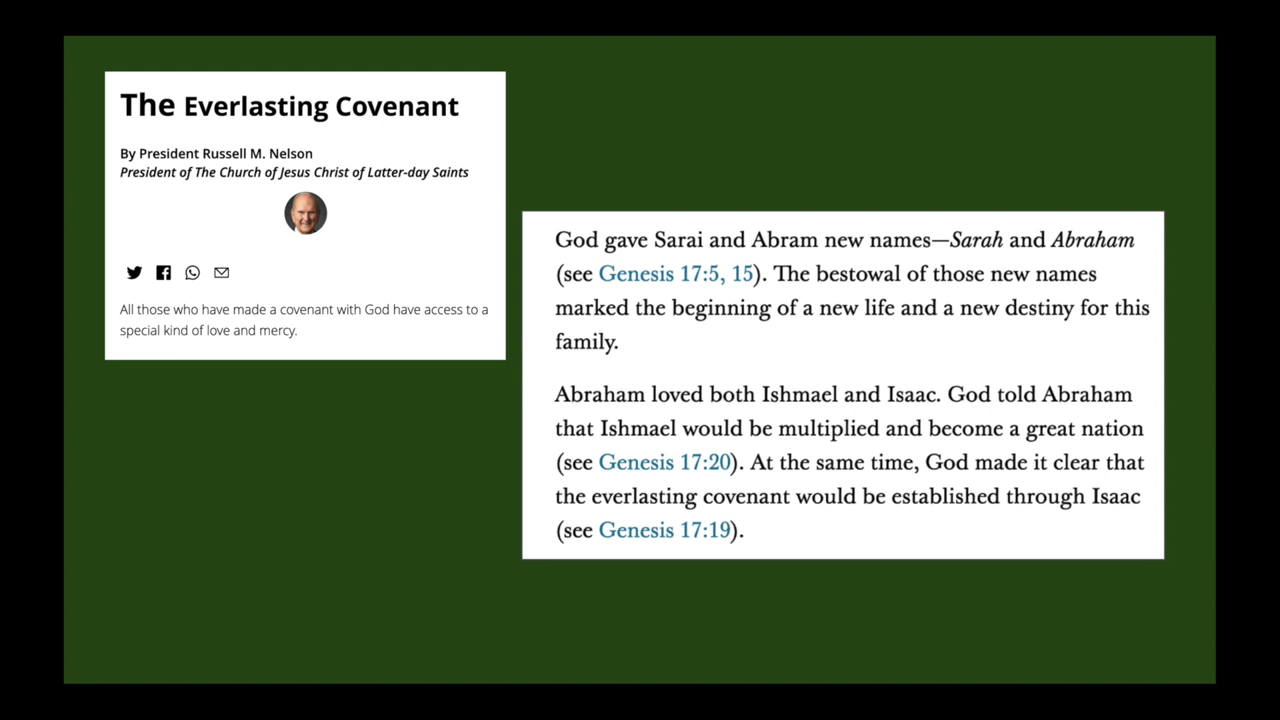 The Everlasting Covenant
By President Russell M. Nelson
President of The Church of Jesus Christ of Latter-day Saints
All those who have made a covenant with God have access to a
special kind of love and mercy.
God gave Sarai and Abram new names—Sarah and Abraham
(see Genesis 17:5, 15). The bestowal of those new names
marked the beginning of a new life and a new destiny for this
family.
Abraham loved both Ishmael and Isaac. God told Abraham
that Ishmael would be multiplied and become a great nation
(see Genesis 17:20). At the same time, God made it clear that
the everlasting covenant would be established through Isaac
(see Genesis 17:19).